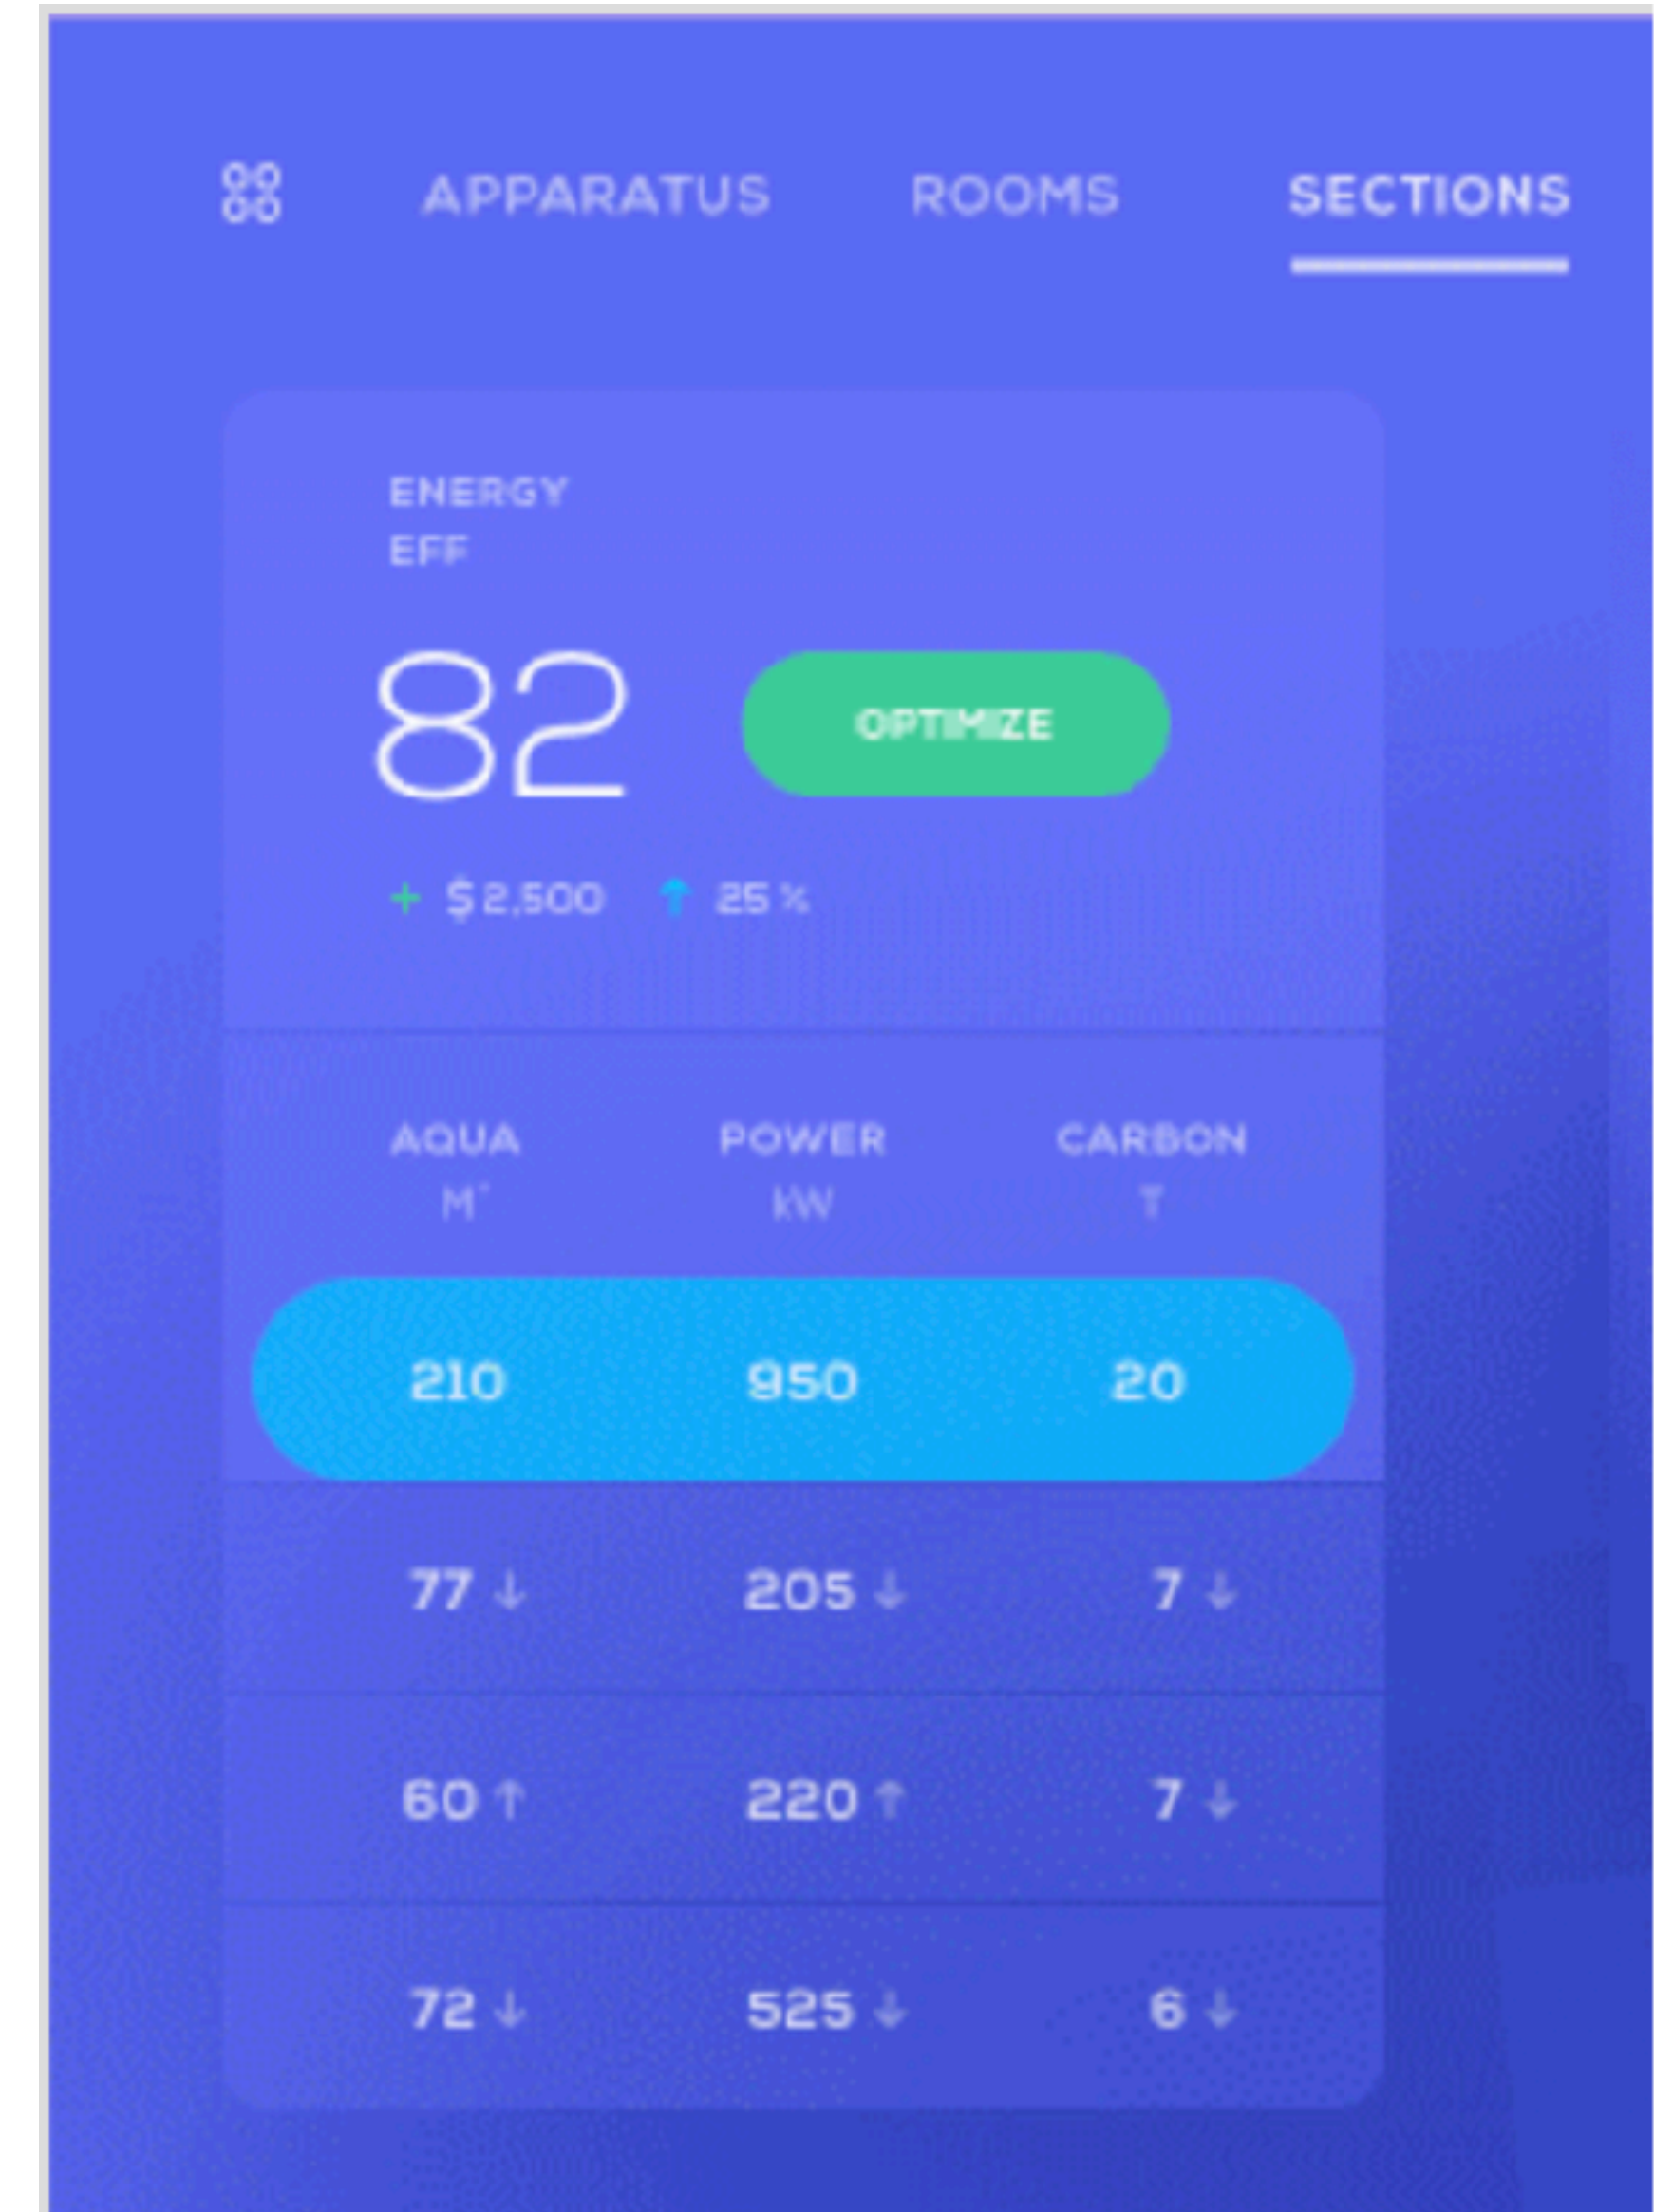 APPARATUS ROOMS SECTIONS
ENERGY
EFF
82 OPTIMIZE
+ $2,500 ↑ 25%
AQUA POWER CARBON
kW T
210 950 20
77 ↓ 205 ↓ 7 ↓
60 ↑ 220 ↑ 7 ↓
72 ↓ 525 ↓ 6 ↓